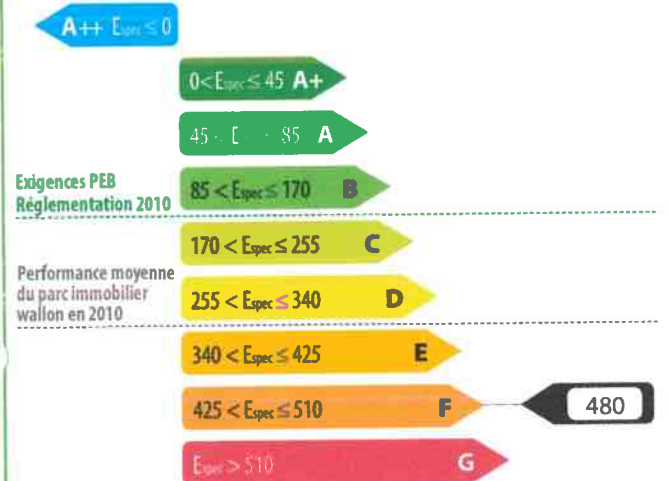 A++ Espec ≤ 0
0 < Espec ≤ 45 A+
45 < E ≤ 85 A
Exigences PEB
Réglementation 2010
85 < Espec ≤ 170 B
170 < Espec ≤ 255 C
Performance moyenne
du parc immobilier
wallon en 2010
255 < Espec ≤ 340 D
340 < Espec ≤ 425 E
425 < Espec ≤ 510 F 480
Espec > 510 G